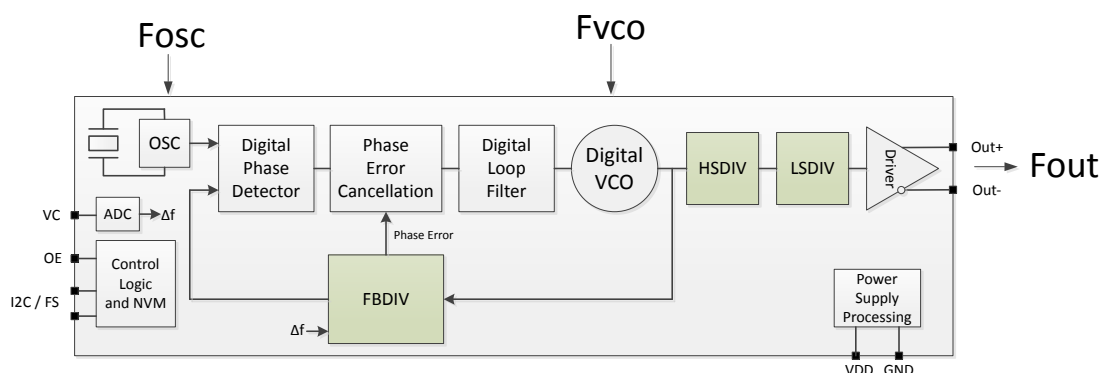 Fosc
Fvco
OSC
Digital
Phase
Detector
Phase
Error
Cancellation
Digital
Loop
Filter
Digital
VCO
HSDIV
LSDIV
Driver
Out+
Out-
Fout
VC
ADC
Δf
Phase Error
OE
I2C / FS
Control
Logic
and NVM
FBDIV
Δf
Power
Supply
Processing
VDD
GND